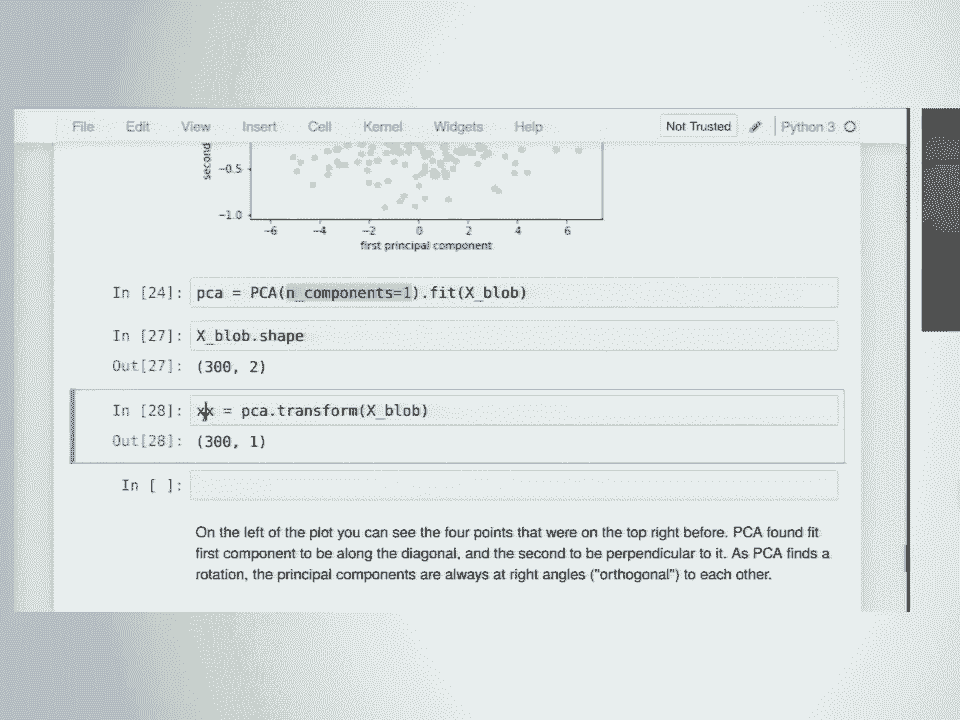 File Edit View Insert Cell Kernel Widgets Help Not Trusted Python 3
second
−0.5
−1.0
−6 −4 −2 0 2 4 6
first principal component
In [24]: pca = PCA(n_components=1).fit(X_blob)
In [27]: X_blob.shape
Out[27]: (300, 2)
In [28]: xx = pca.transform(X_blob)
Out[28]: (300, 1)
In [ ]:
On the left of the plot you can see the four points that were on the top right before. PCA found fit
first component to be along the diagonal, and the second to be perpendicular to it. As PCA finds a
rotation, the principal components are always at right angles ("orthogonal") to each other.